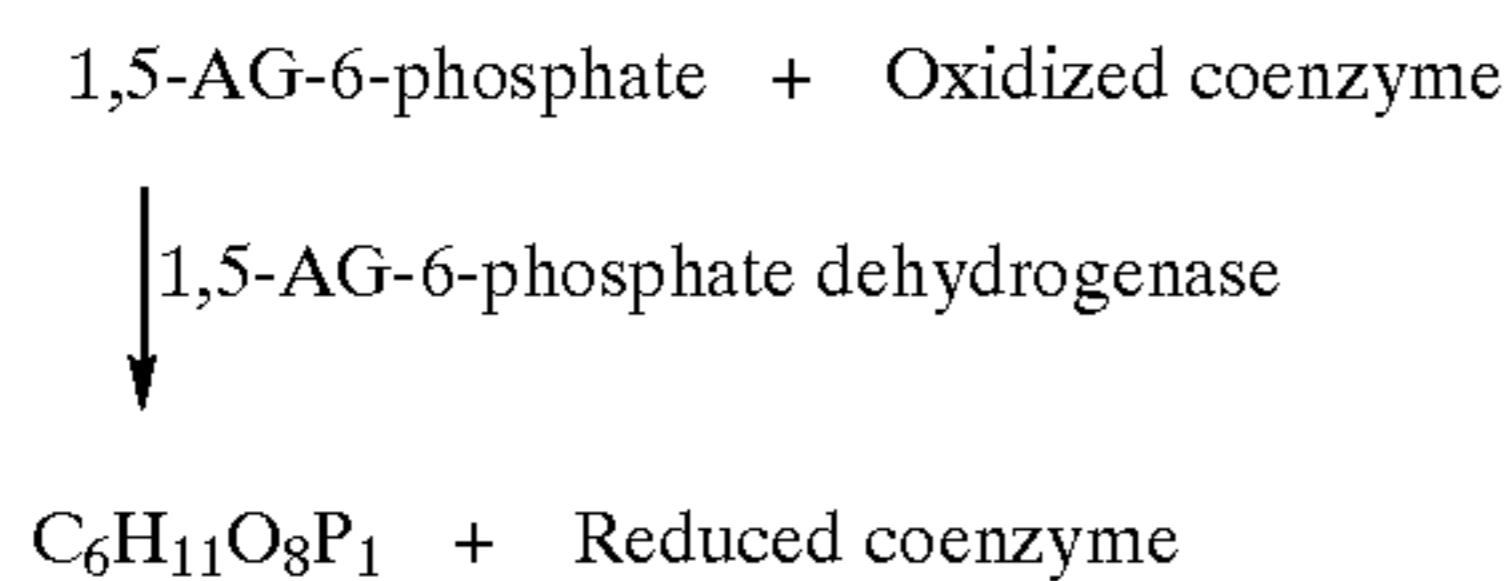 1,5-AG-6-phosphate + Oxidized coenzyme
1,5-AG-6-phosphate dehydrogenase
C₆H₁₁O₈P₁ + Reduced coenzyme